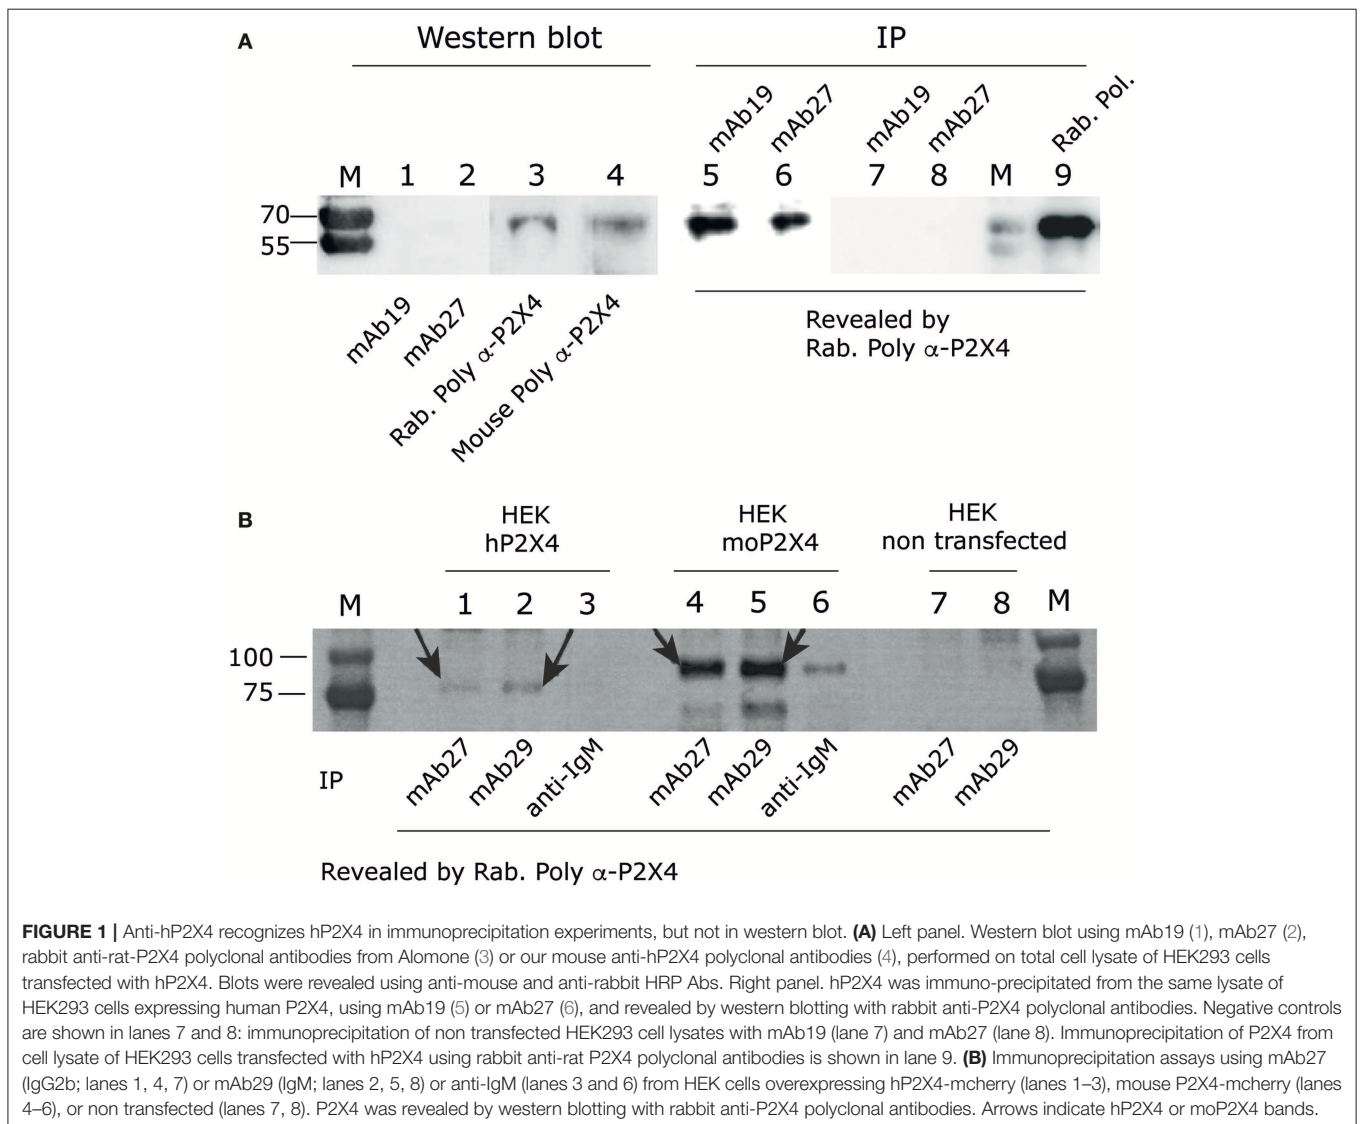 A
Western blot
IP
mAb19
mAb27
mAb19
mAb27
Rab. Pol.
M 1 2 3 4 5 6 7 8 M 9
70
55
mAb19
mAb27
Rab. Poly α-P2X4
Mouse Poly α-P2X4
Revealed by
Rab. Poly α-P2X4
B
HEK
hP2X4
HEK
moP2X4
HEK
non transfected
M 1 2 3 4 5 6 7 8 M
100
75
IP
mAb27
mAb29
anti-IgM
mAb27
mAb29
anti-IgM
mAb27
mAb29
Revealed by Rab. Poly α-P2X4
FIGURE 1 | Anti-hP2X4 recognizes hP2X4 in immunoprecipitation experiments, but not in western blot. (A) Left panel. Western blot using mAb19 (1), mAb27 (2),
rabbit anti-rat-P2X4 polyclonal antibodies from Alomone (3) or our mouse anti-hP2X4 polyclonal antibodies (4), performed on total cell lysate of HEK293 cells
transfected with hP2X4. Blots were revealed using anti-mouse and anti-rabbit HRP Abs. Right panel. hP2X4 was immuno-precipitated from the same lysate of
HEK293 cells expressing human P2X4, using mAb19 (5) or mAb27 (6), and revealed by western blotting with rabbit anti-P2X4 polyclonal antibodies. Negative controls
are shown in lanes 7 and 8: immunoprecipitation of non transfected HEK293 cell lysates with mAb19 (lane 7) and mAb27 (lane 8). Immunoprecipitation of P2X4 from
cell lysate of HEK293 cells transfected with hP2X4 using rabbit anti-rat P2X4 polyclonal antibodies is shown in lane 9. (B) Immunoprecipitation assays using mAb27
(IgG2b; lanes 1, 4, 7) or mAb29 (IgM; lanes 2, 5, 8) or anti-IgM (lanes 3 and 6) from HEK cells overexpressing hP2X4-mcherry (lanes 1–3), mouse P2X4-mcherry (lanes
4–6), or non transfected (lanes 7, 8). P2X4 was revealed by western blotting with rabbit anti-P2X4 polyclonal antibodies. Arrows indicate hP2X4 or moP2X4 bands.